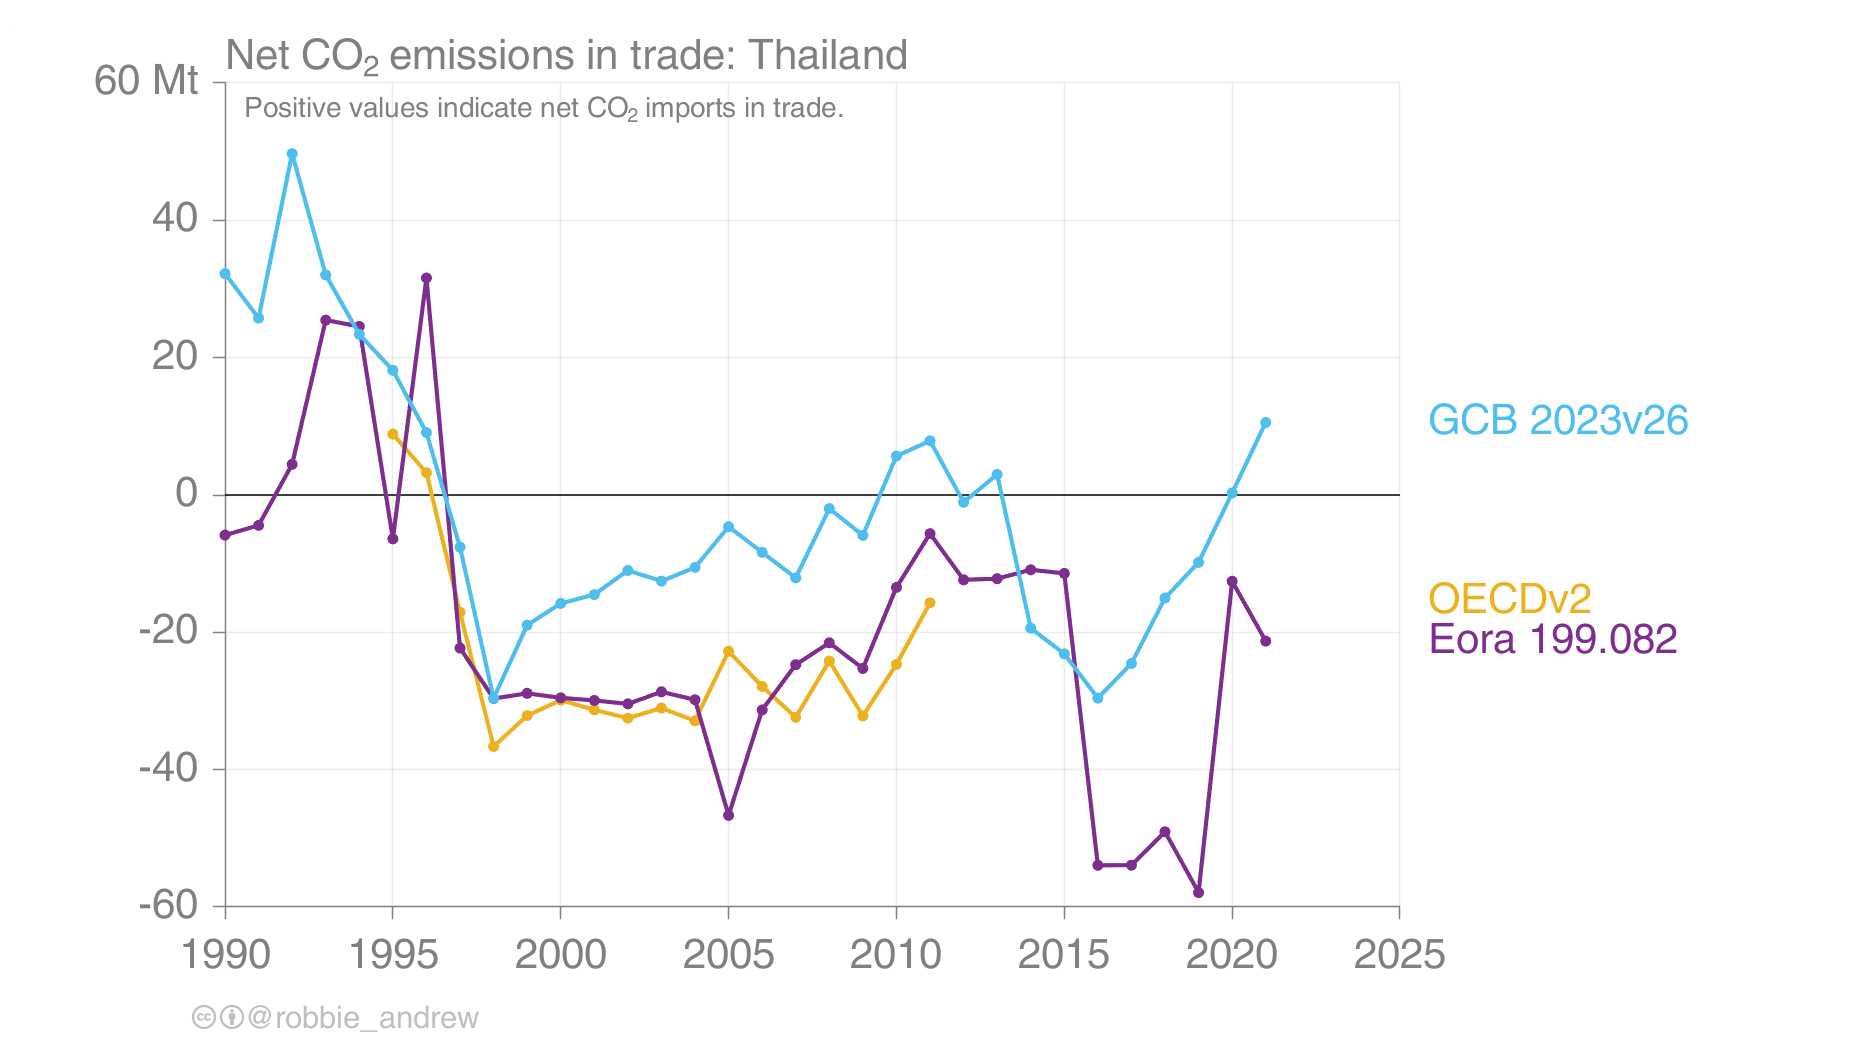 Net CO₂ emissions in trade: Thailand
60 Mt
Positive values indicate net CO₂ imports in trade.
40
20
0
-20
-40
-60
GCB 2023v26
OECDv2
Eora 199.082
1990 1995 2000 2005 2010 2015 2020 2025
cc @robbie_andrew